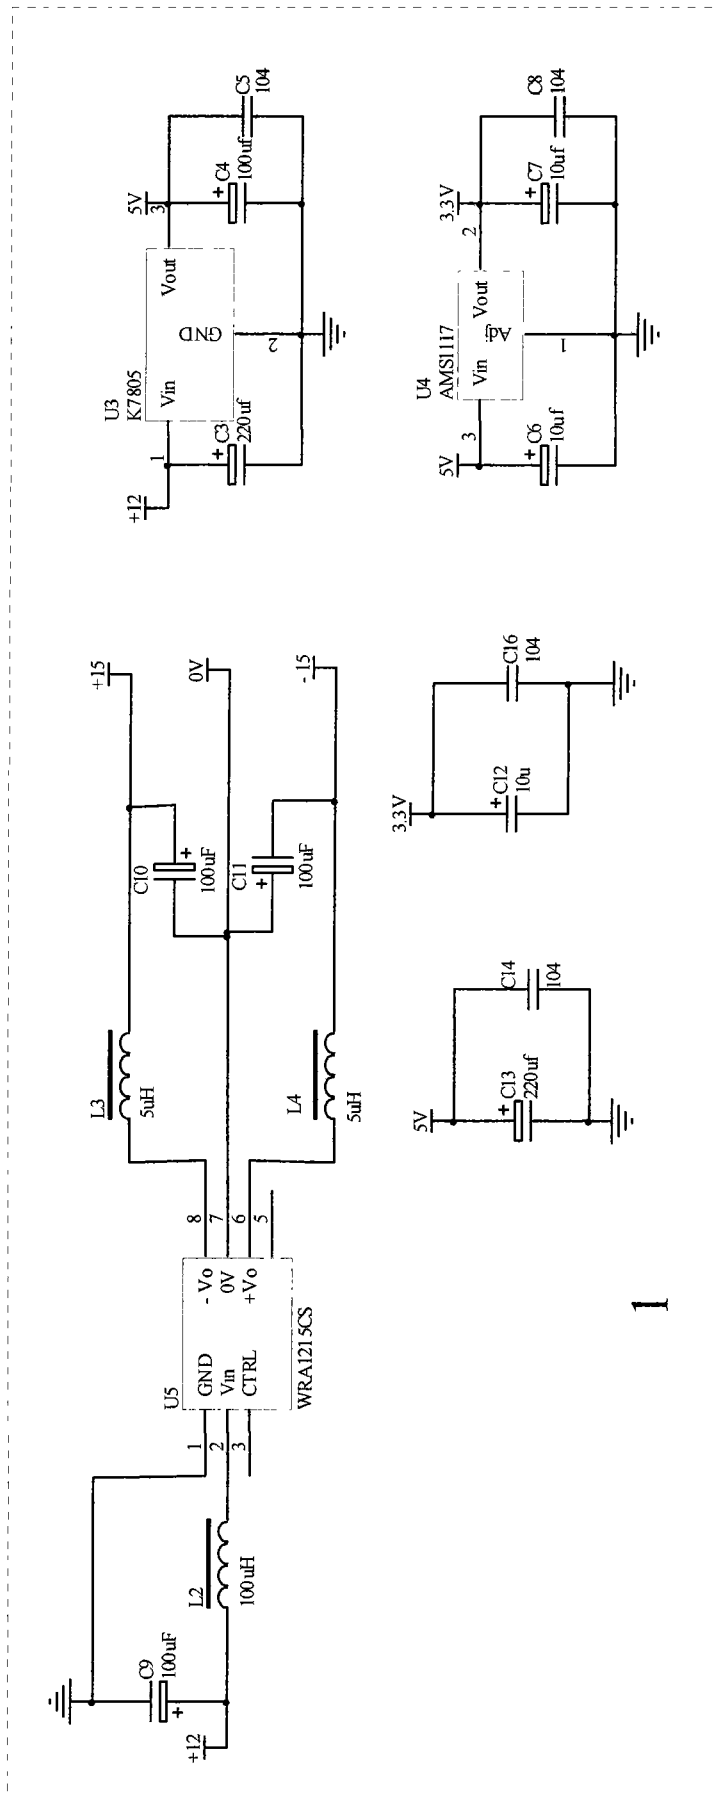 +12
C9
100uF
L2
100uH
U5
1
2
3
GND
Vin
CTRL
- Vo
0V
+Vo
8
7
6
5
WRA1215CS
L3
5uH
L4
5uH
C10
100uF
C11
100uF
+15
0V
- 15
5V
C13
220uf
C14
104
3.3V
C12
10u
C16
104
+12
1
U3
K7805
Vin
Vout
GND
2
3
5V
C3
220uf
C4
100uf
C5
104
5V
3
U4
AMS1117
Vin
Vout
Adj
1
2
3.3V
C6
10uf
C7
10uf
C8
104
+
+
+
+
+
+
+
+
+
1